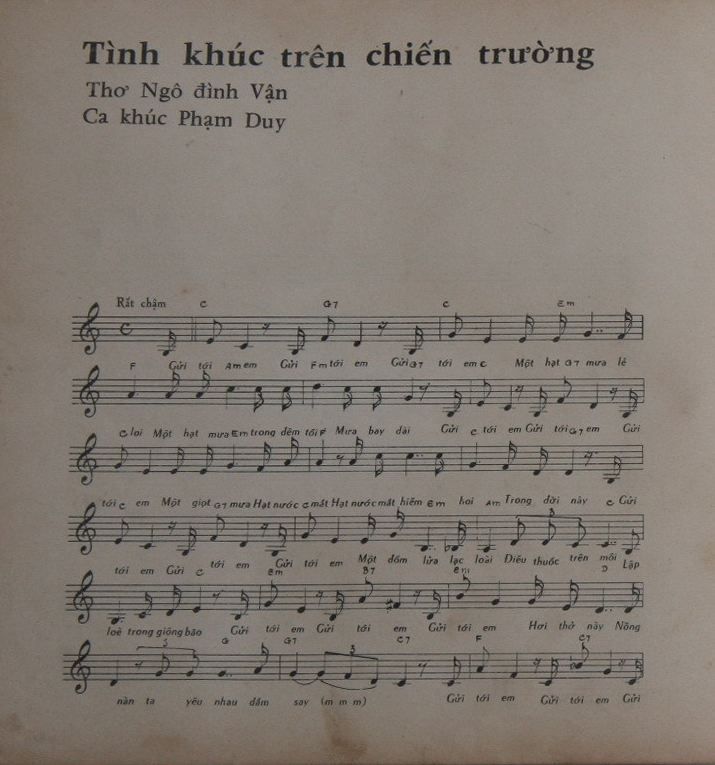 Tình khúc trên chiến trường
Thơ Ngô đình Vận
Ca khúc Phạm Duy
Rất chậm C G7 C Em
F Gửi tới Am em Gửi Fm tới em Gửi G7 tới em C Một hạt G7 mưa lẻ
C loi Một hạt mưa Em trong đêm tối F Mưa bay dài Gửi C tới em Gửi tới G7 em Gửi
tới C em Một giọt G7 mưa Hạt nước C mắt Hạt nước mắt hiếm Em hoi Am Trong đời này C Gửi
3
tới em Gửi C tới em Gửi tới em Một đốm lửa lạc loài Điếu thuốc trên môi Lập
Em B7 Em D
loè trong giông bão Gửi tới em Gửi tới em Gửi tới em Hơi thở này Nồng
3 G G7 3 C7 F C7
nàn ta yêu nhau đắm say (m m m) Gửi tới em Gửi tới em Gửi